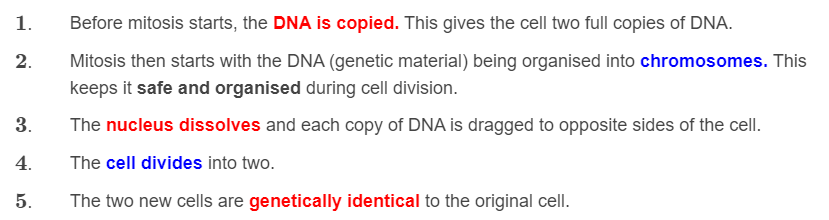 1. Before mitosis starts, the DNA is copied. This gives the cell two full copies of DNA.
2. Mitosis then starts with the DNA (genetic material) being organised into chromosomes. This
keeps it safe and organised during cell division.
3. The nucleus dissolves and each copy of DNA is dragged to opposite sides of the cell.
4. The cell divides into two.
5. The two new cells are genetically identical to the original cell.